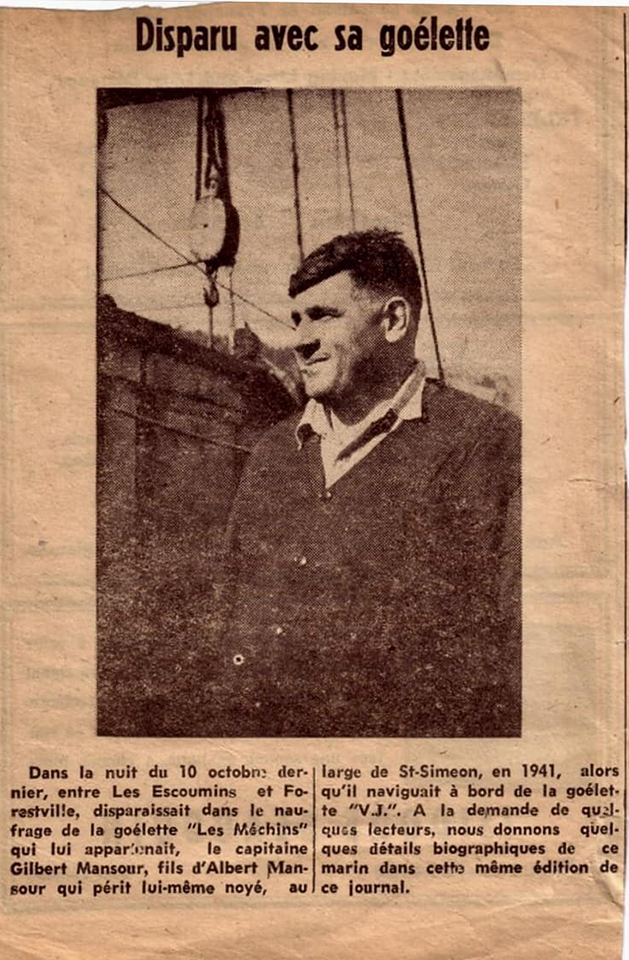 Disparu avec sa goélette
Dans la nuit du 10 octobre der-
nier, entre Les Escoumins et Fo-
restville, disparaissait dans le nau-
frage de la goélette "Les Méchins"
qui lui appartenait, le capitaine
Gilbert Mansour, fils d'Albert Man-
sour qui périt lui-même noyé, au
large de St-Simeon, en 1941, alors
qu'il naviguait à bord de la goélet-
te "V.J.". A la demande de quel-
ques lecteurs, nous donnons quel-
ques détails biographiques de ce
marin dans cette même édition de
ce journal.